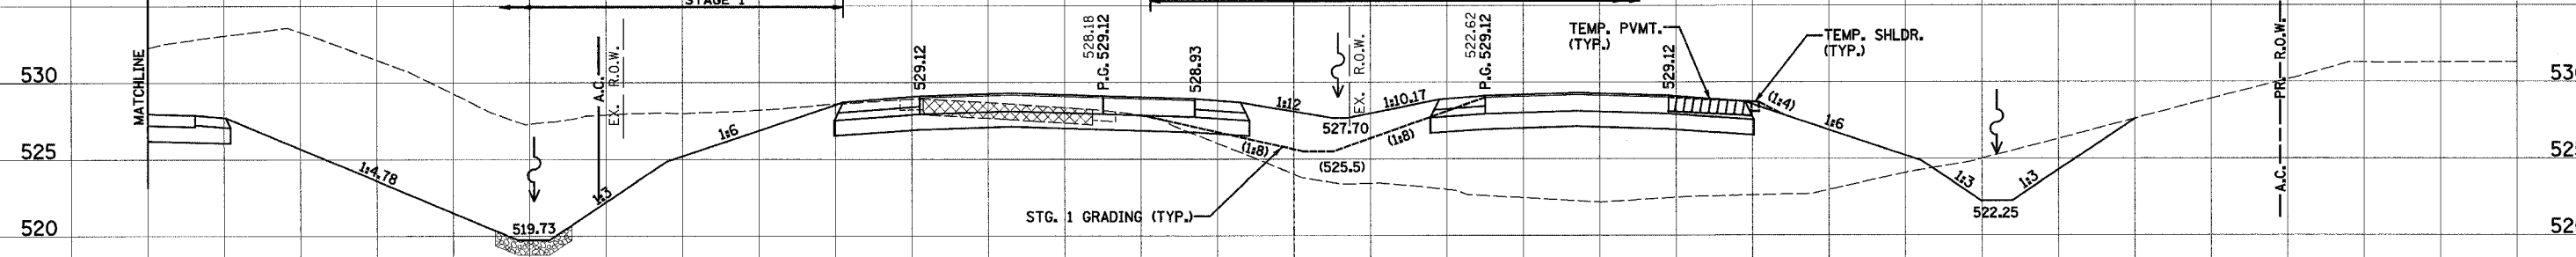 STAGE 1
MATCHLINE
530
525
520
1:4.78
519.73
1:3
A.C.
EX. R.O.W.
1:6
529.12
528.18
P.G. 529.12
528.93
1:12
527.70
EX. R.O.W.
1:10.17
(1:8)
(525.5)
(1:8)
STG. 1 GRADING (TYP.)
522.62
P.G. 529.12
529.12
TEMP. PVMT.
(TYP.)
TEMP. SHLDR.
(TYP.)
(1:4)
1:6
1:3
522.25
1:3
A.C.
PR. R.O.W.